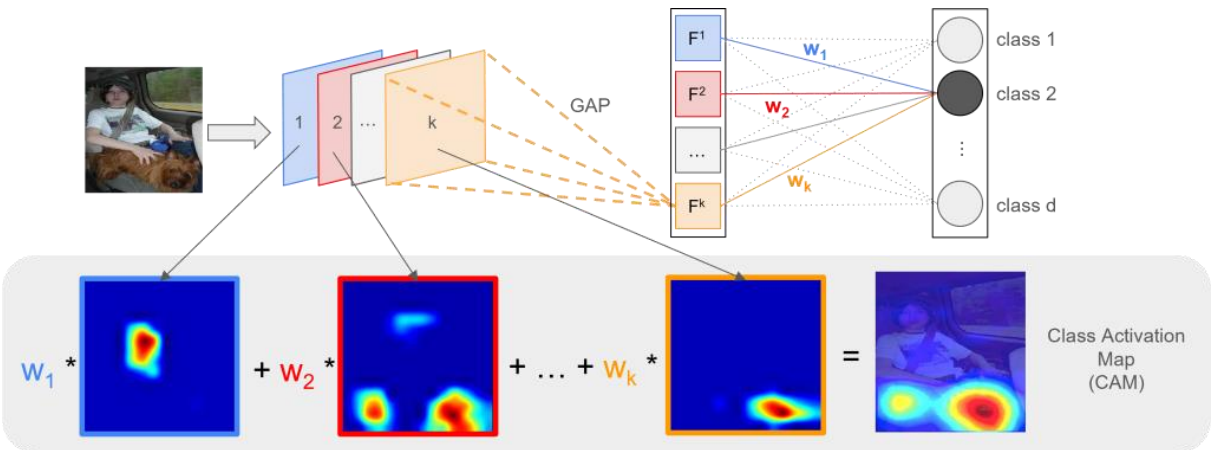 1
2
...
k
GAP
F¹
F²
...
Fᵏ
w₁
w₂
wₖ
class 1
class 2
⋮
class d
w₁ * + w₂ * + ... + wₖ * =
Class Activation
Map
(CAM)